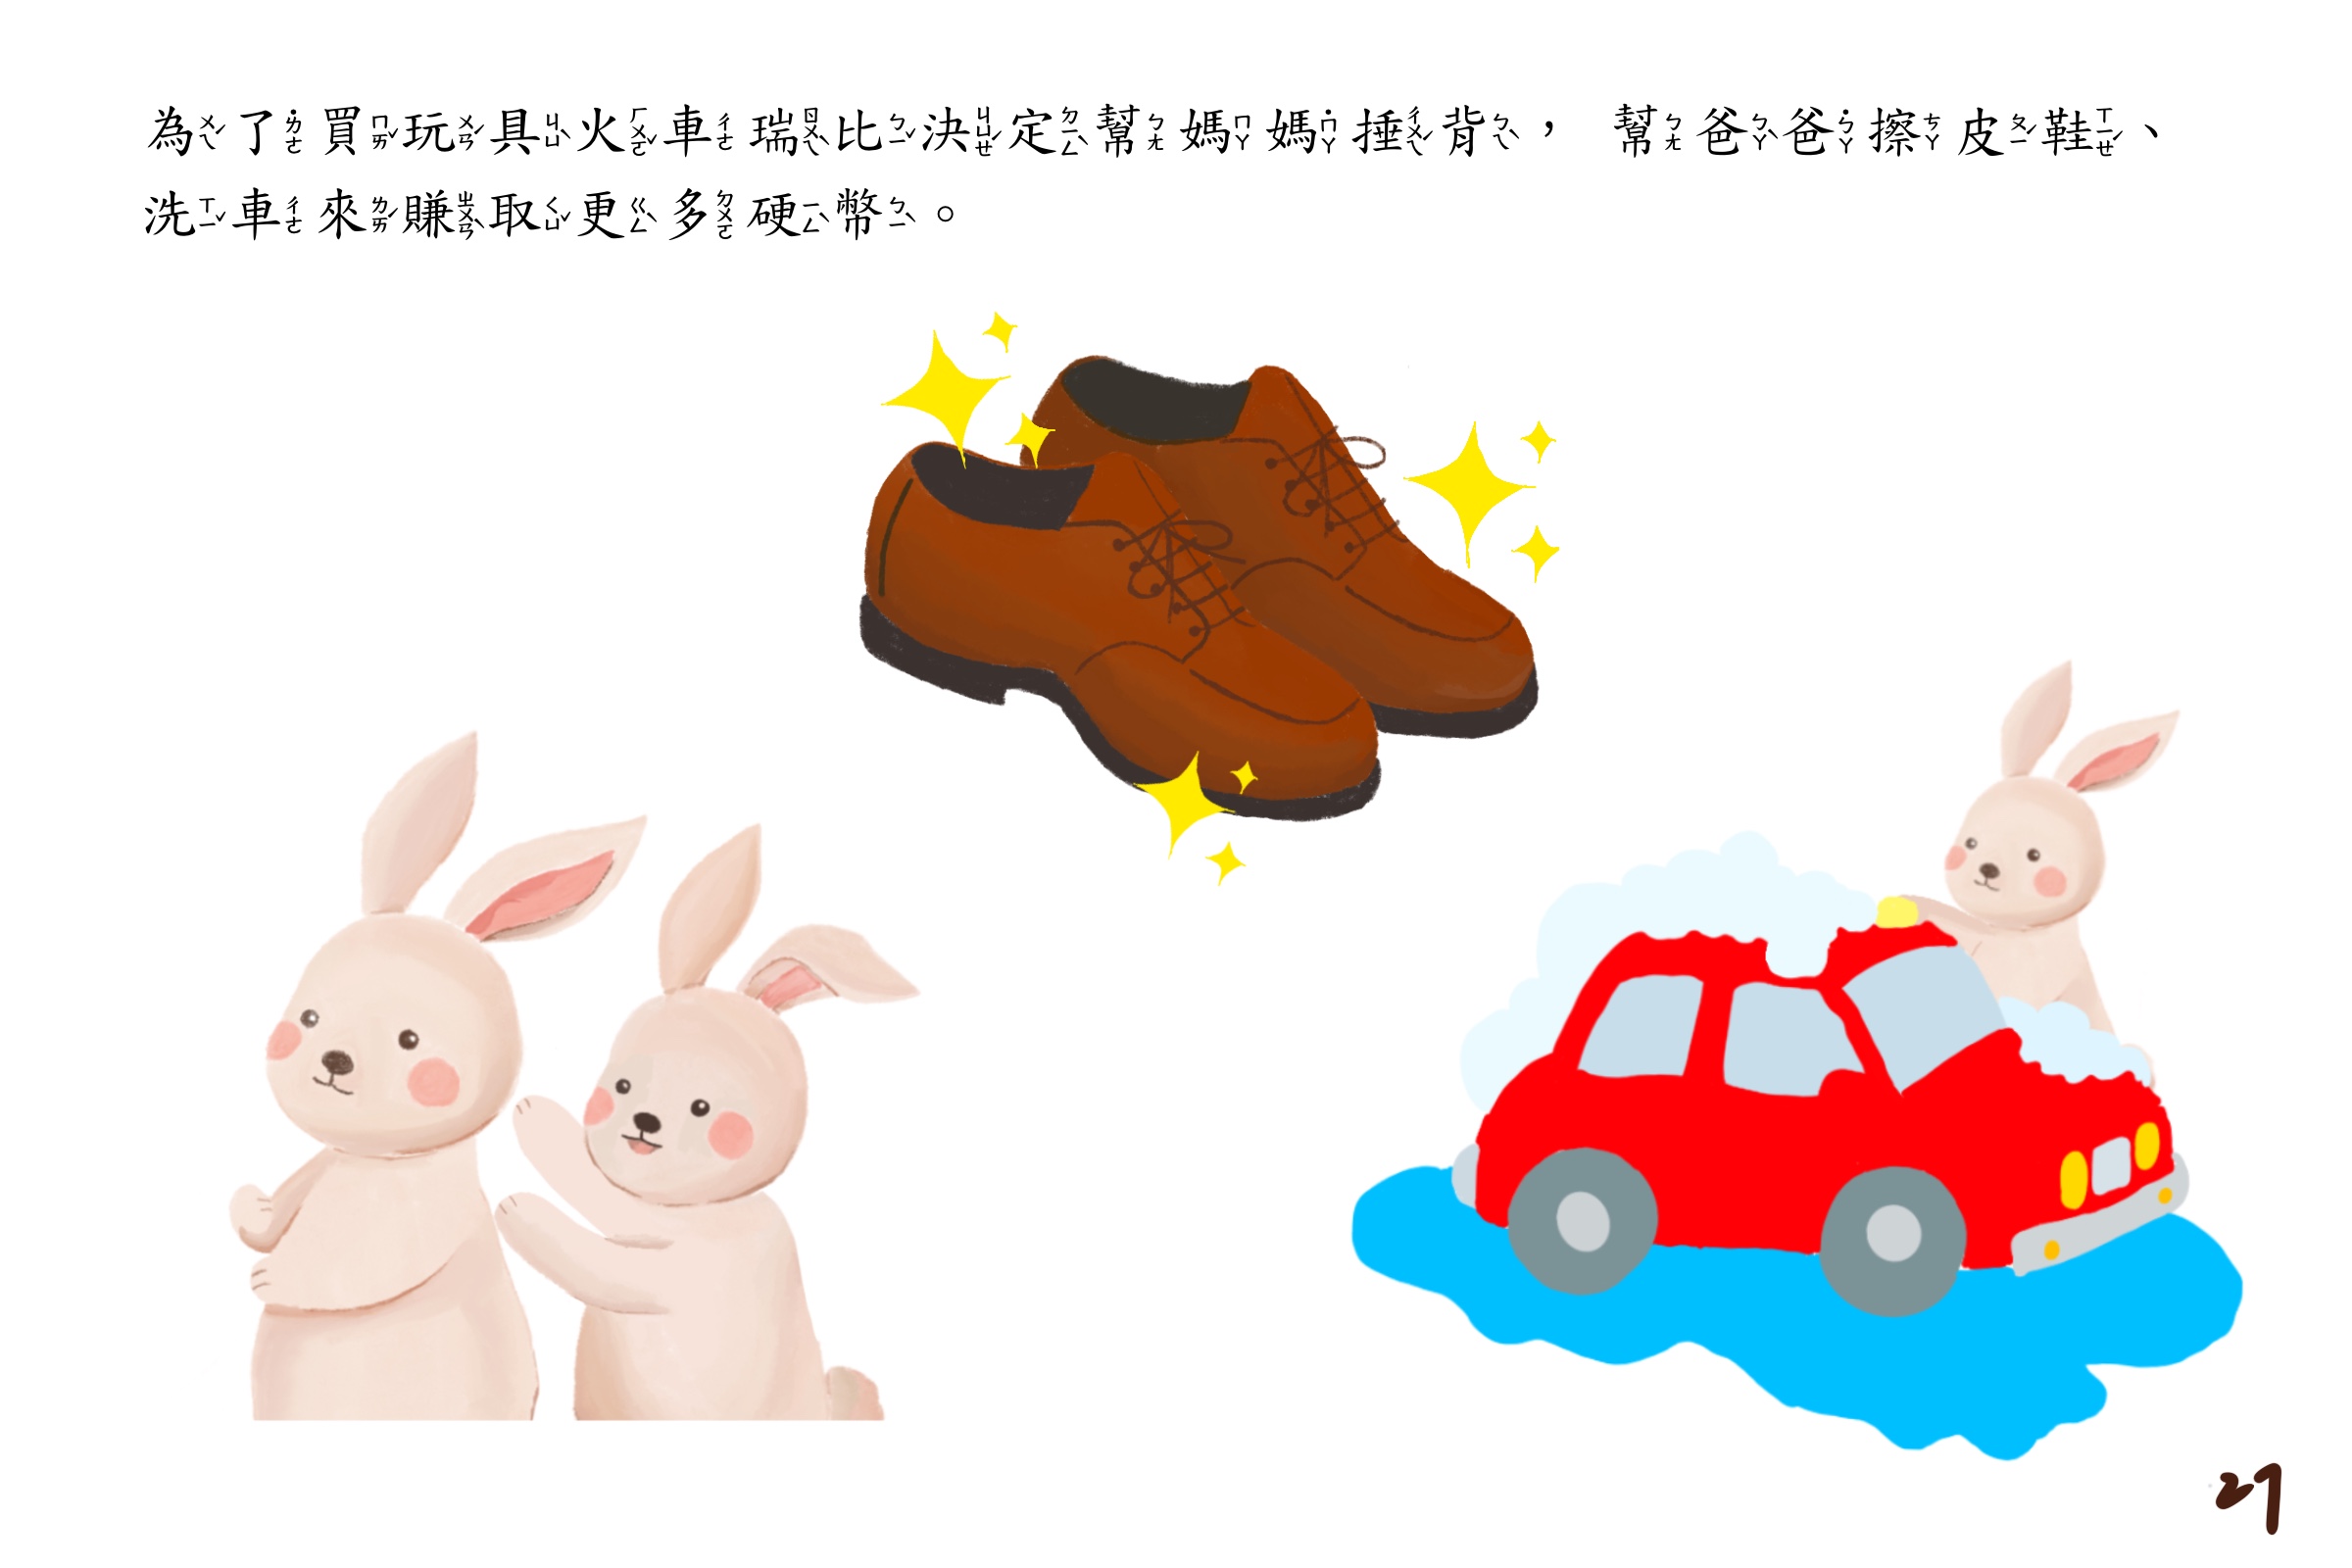 為了買玩具火車瑞比決定幫媽媽捶背， 幫爸爸擦皮鞋、
洗車來賺取更多硬幣。